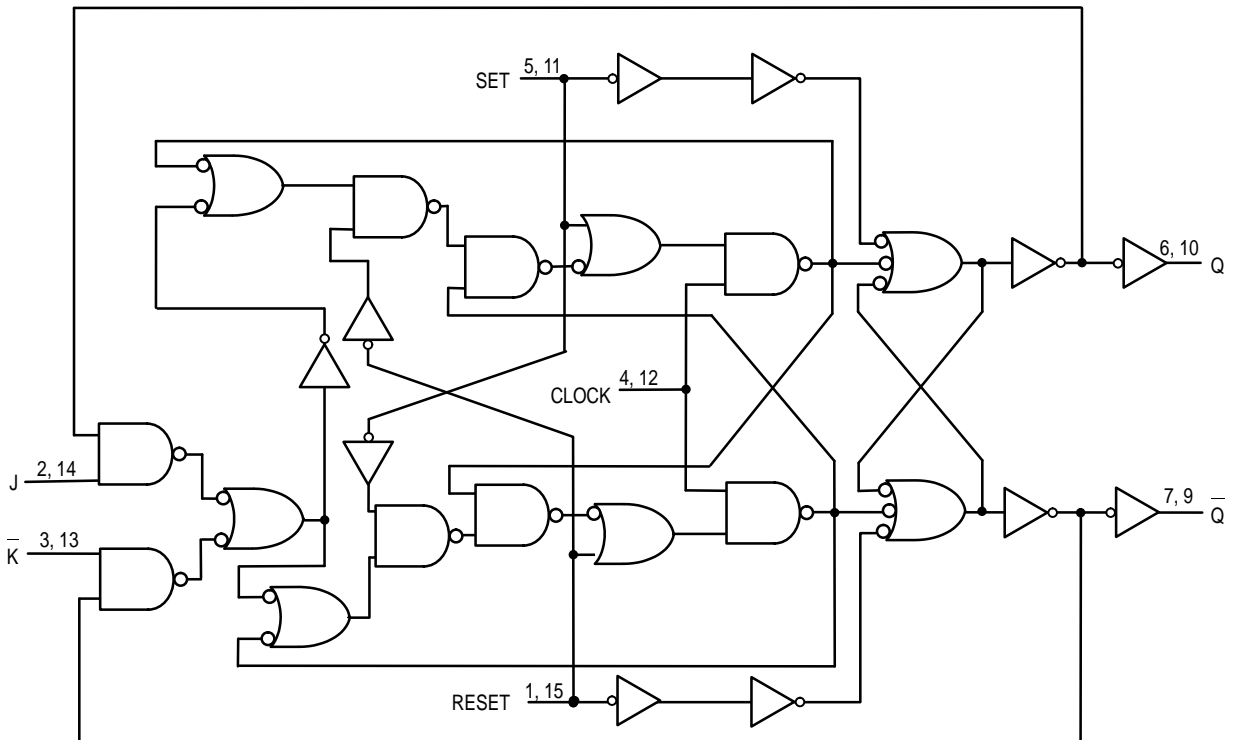 SET 5, 11
6, 10 Q
CLOCK 4, 12
J 2, 14
K̅ 3, 13
7, 9 Q̅
RESET 1, 15